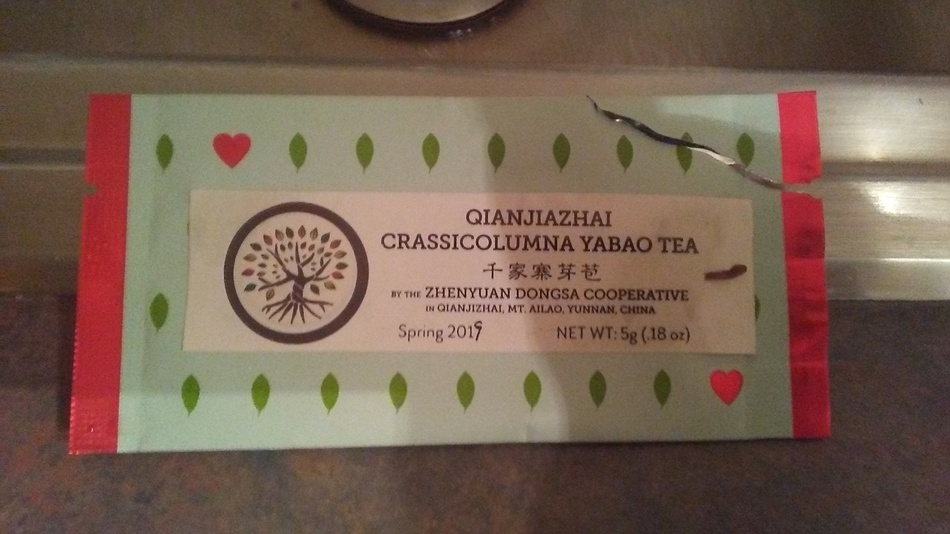 QIANJIAZHAI
CRASSICOLUMNA YABAO TEA
千家寨芽苞
BY THE ZHENYUAN DONGSA COOPERATIVE
IN QIANJIZHAI, MT. AILAO, YUNNAN, CHINA
Spring 2019 NET WT: 5g (.18 oz)